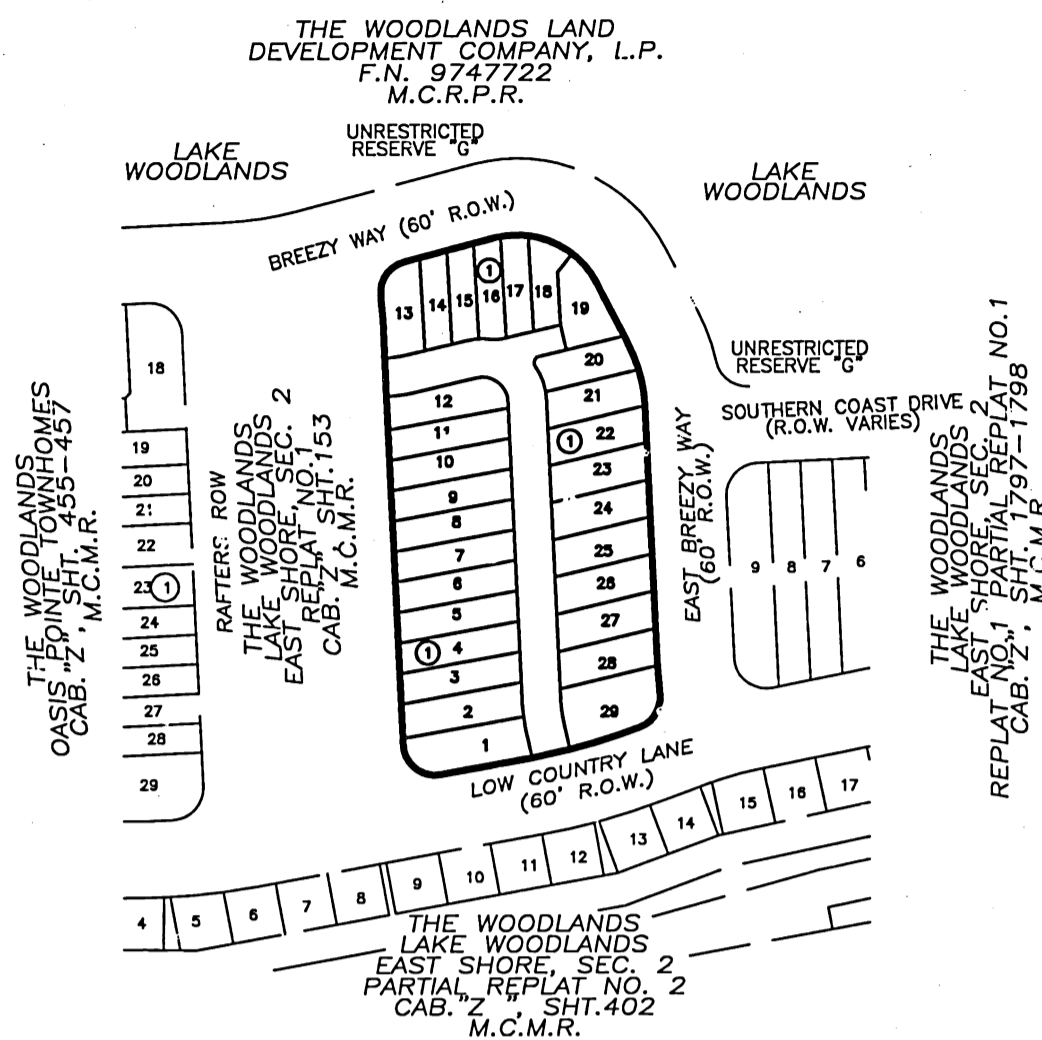 THE WOODLANDS LAND
DEVELOPMENT COMPANY, L.P.
F.N. 9747722
M.C.R.P.R.
UNRESTRICTED
RESERVE "G"
LAKE
WOODLANDS
LAKE
WOODLANDS
BREEZY WAY (60' R.O.W.)
13
14
15
1
16
17
18
19
20
21
1 22
23
24
25
26
27
28
29
12
11
10
9
8
7
6
5
1 4
3
2
1
18
19
20
21
22
23 1
24
25
26
27
28
29
THE WOODLANDS
OASIS POINTE TOWNHOMES
CAB. "Z", SHT. 455-457
M.C.M.R.
RAFTERS ROW
THE WOODLANDS
LAKE WOODLANDS
EAST SHORE, SEC. 2
REPLAT NO.1
CAB. "Z", SHT.153
M.C.M.R.
UNRESTRICTED
RESERVE "G"
SOUTHERN COAST DRIVE
(R.O.W. VARIES)
EAST BREEZY WAY
(60' R.O.W.)
9
8
7
6
THE WOODLANDS
LAKE WOODLANDS
EAST SHORE, SEC. 2
REPLAT NO.1 PARTIAL REPLAT NO.1
CAB. "Z", SHT. 1797-1798
M.C.M.R.
LOW COUNTRY LANE
(60' R.O.W.)
4
5
6
7
8
9
10
11
12
13
14
15
16
17
THE WOODLANDS
LAKE WOODLANDS
EAST SHORE, SEC. 2
PARTIAL REPLAT NO. 2
CAB. "Z ", SHT.402
M.C.M.R.